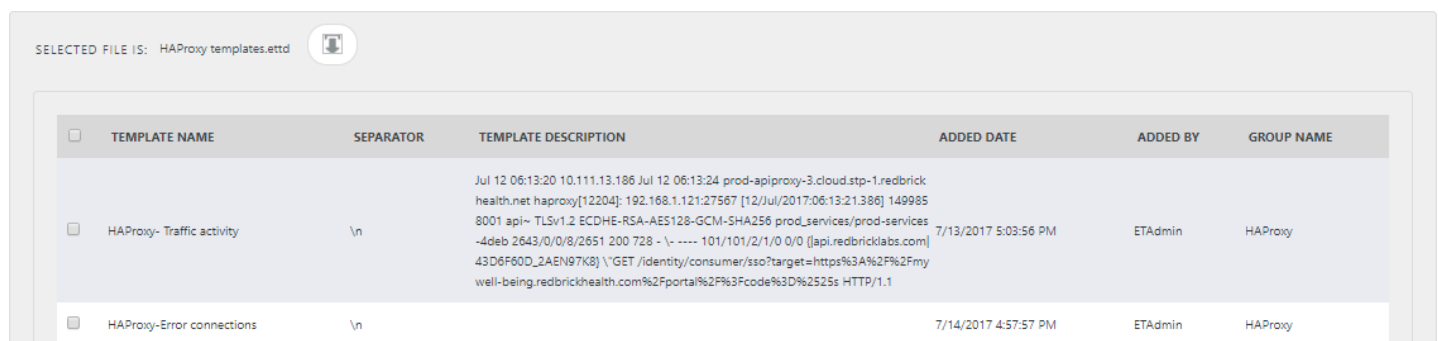 SELECTED FILE IS: HAProxy templates.ettd
TEMPLATE NAME SEPARATOR TEMPLATE DESCRIPTION ADDED DATE ADDED BY GROUP NAME
Jul 12 06:13:20 10.111.13.186 Jul 12 06:13:24 prod-apiproxy-3.cloud.stp-1.redbrick
health.net haproxy[12204]: 192.168.1.121:27567 [12/Jul/2017:06:13:21.386] 149985
8001 api~ TLSv1.2 ECDHE-RSA-AES128-GCM-SHA256 prod_services/prod-services
HAProxy- Traffic activity \n -4deb 2643/0/0/8/2651 200 728 - \- ---- 101/101/2/1/0 0/0 {|api.redbricklabs.com| 7/13/2017 5:03:56 PM ETAdmin HAProxy
43D6F60D_2AEN97K8} \"GET /identity/consumer/sso?target=https%3A%2F%2Fmy
well-being.redbrickhealth.com%2Fportal%2F%3Fcode%3D%2525s HTTP/1.1
HAProxy-Error connections \n 7/14/2017 4:57:57 PM ETAdmin HAProxy